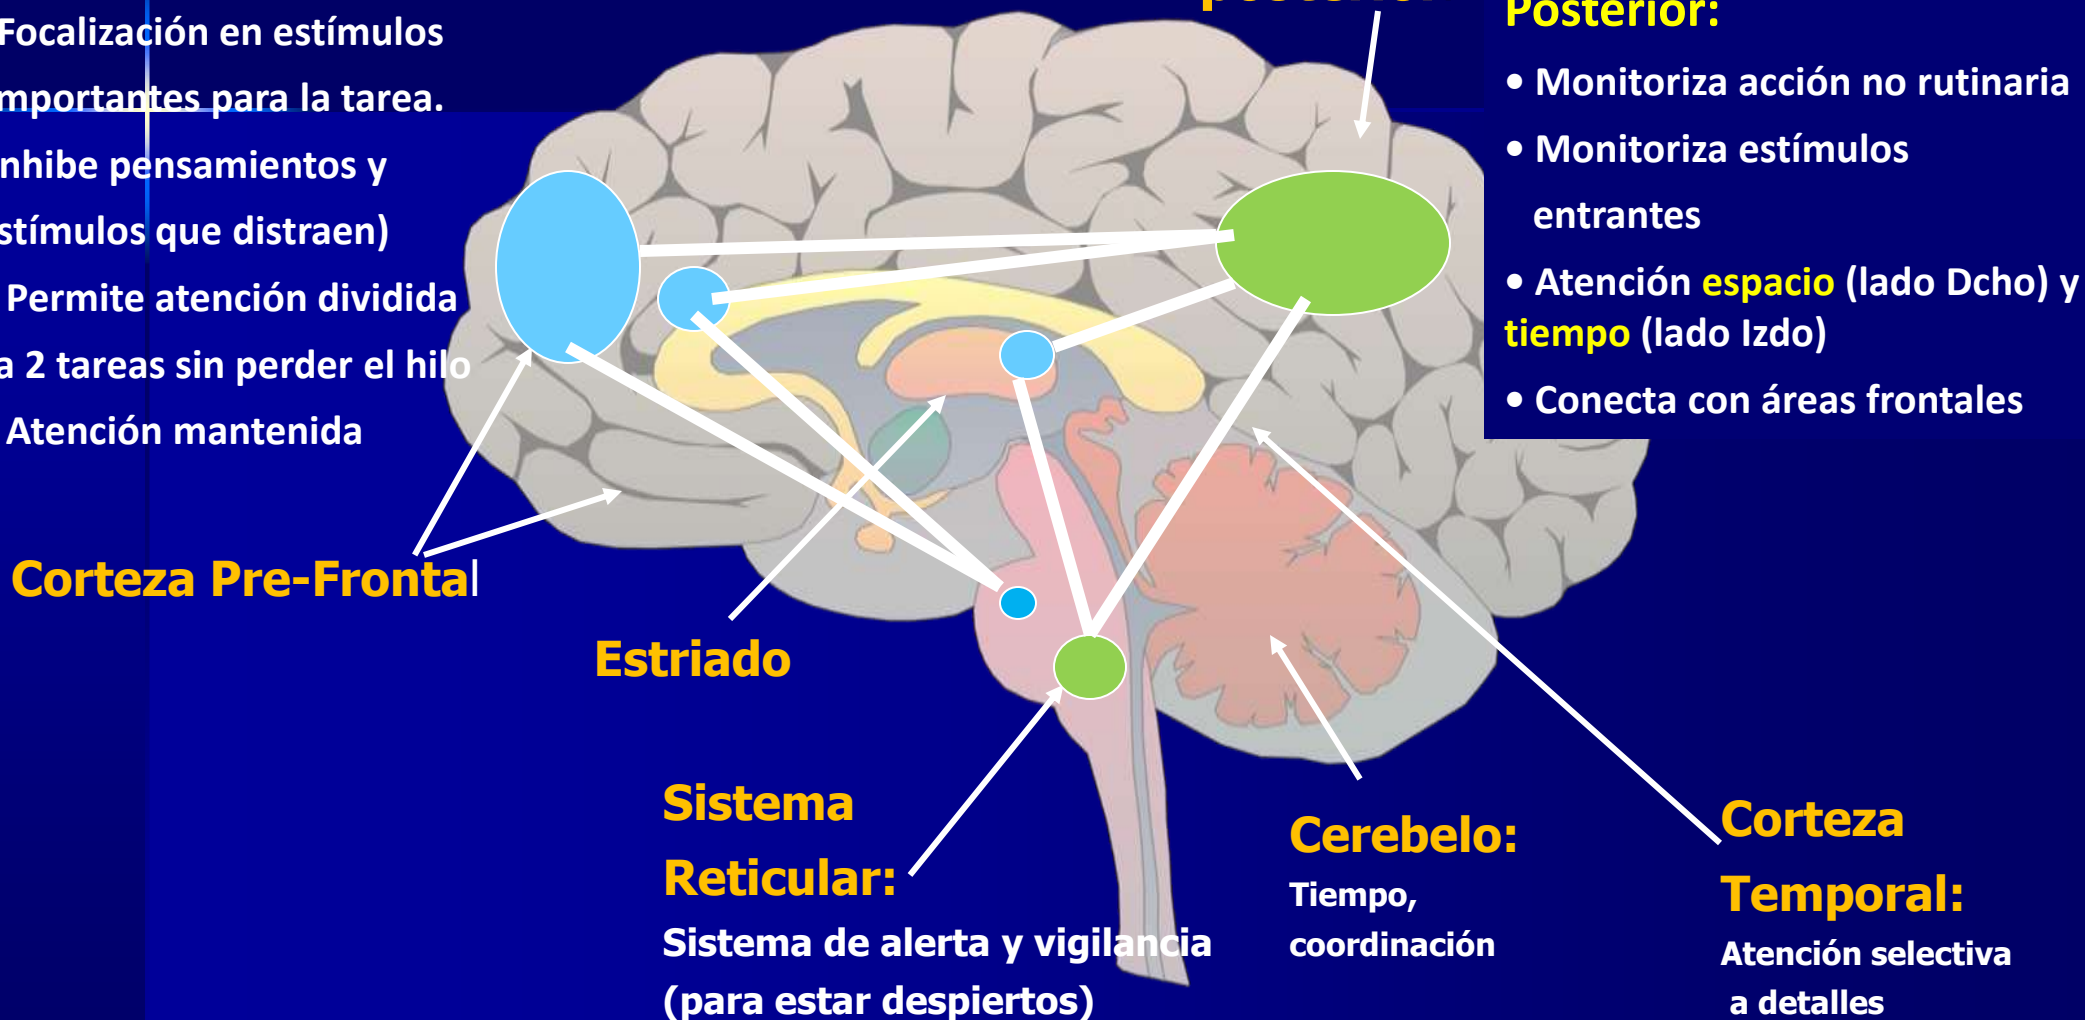 Focalización en estímulos
mportantes para la tarea.
nhibe pensamientos y
stímulos que distraen)
Permite atención dividida
a 2 tareas sin perder el hilo
Atención mantenida
Corteza Pre-Frontal
Estriado
Sistema
Reticular:
Sistema de alerta y vigilancia
(para estar despiertos)
Cerebelo:
Tiempo,
coordinación
Corteza
Temporal:
Atención selectiva
a detalles
posterior
Posterior:
• Monitoriza acción no rutinaria
• Monitoriza estímulos
entrantes
• Atención espacio (lado Dcho) y
tiempo (lado Izdo)
• Conecta con áreas frontales